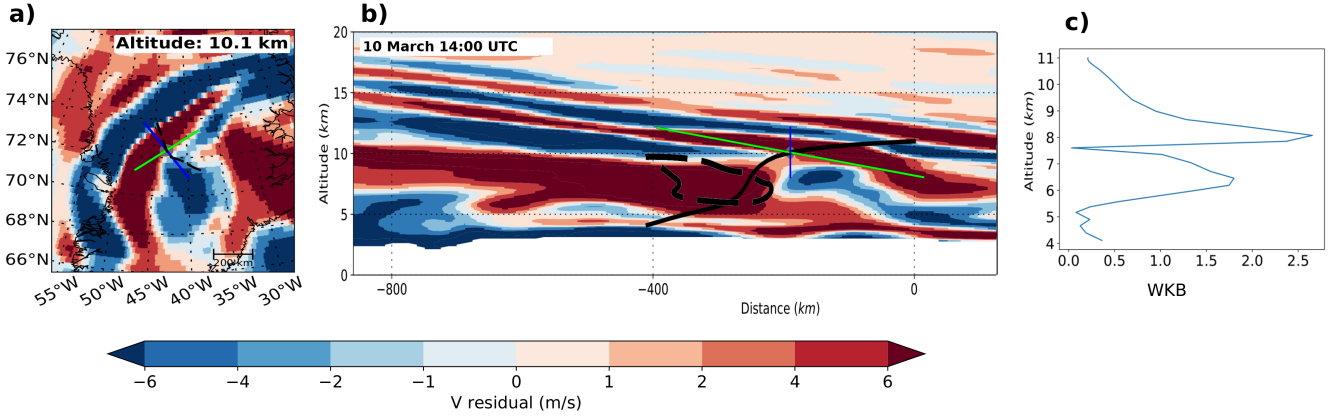 a)
Altitude: 10.1 km
76°N
74°N
72°N
70°N
68°N
66°N
200 km
55°W
50°W
45°W
40°W
35°W
30°W
b)
10 March 14:00 UTC
Altitude (km)
20
15
10
5
0
−800
−400
0
Distance (km)
c)
Altitude (km)
11
10
9
8
7
6
5
4
0.0
0.5
1.0
1.5
2.0
2.5
WKB
−6
−4
−2
−1
0
1
2
4
6
V residual (m/s)